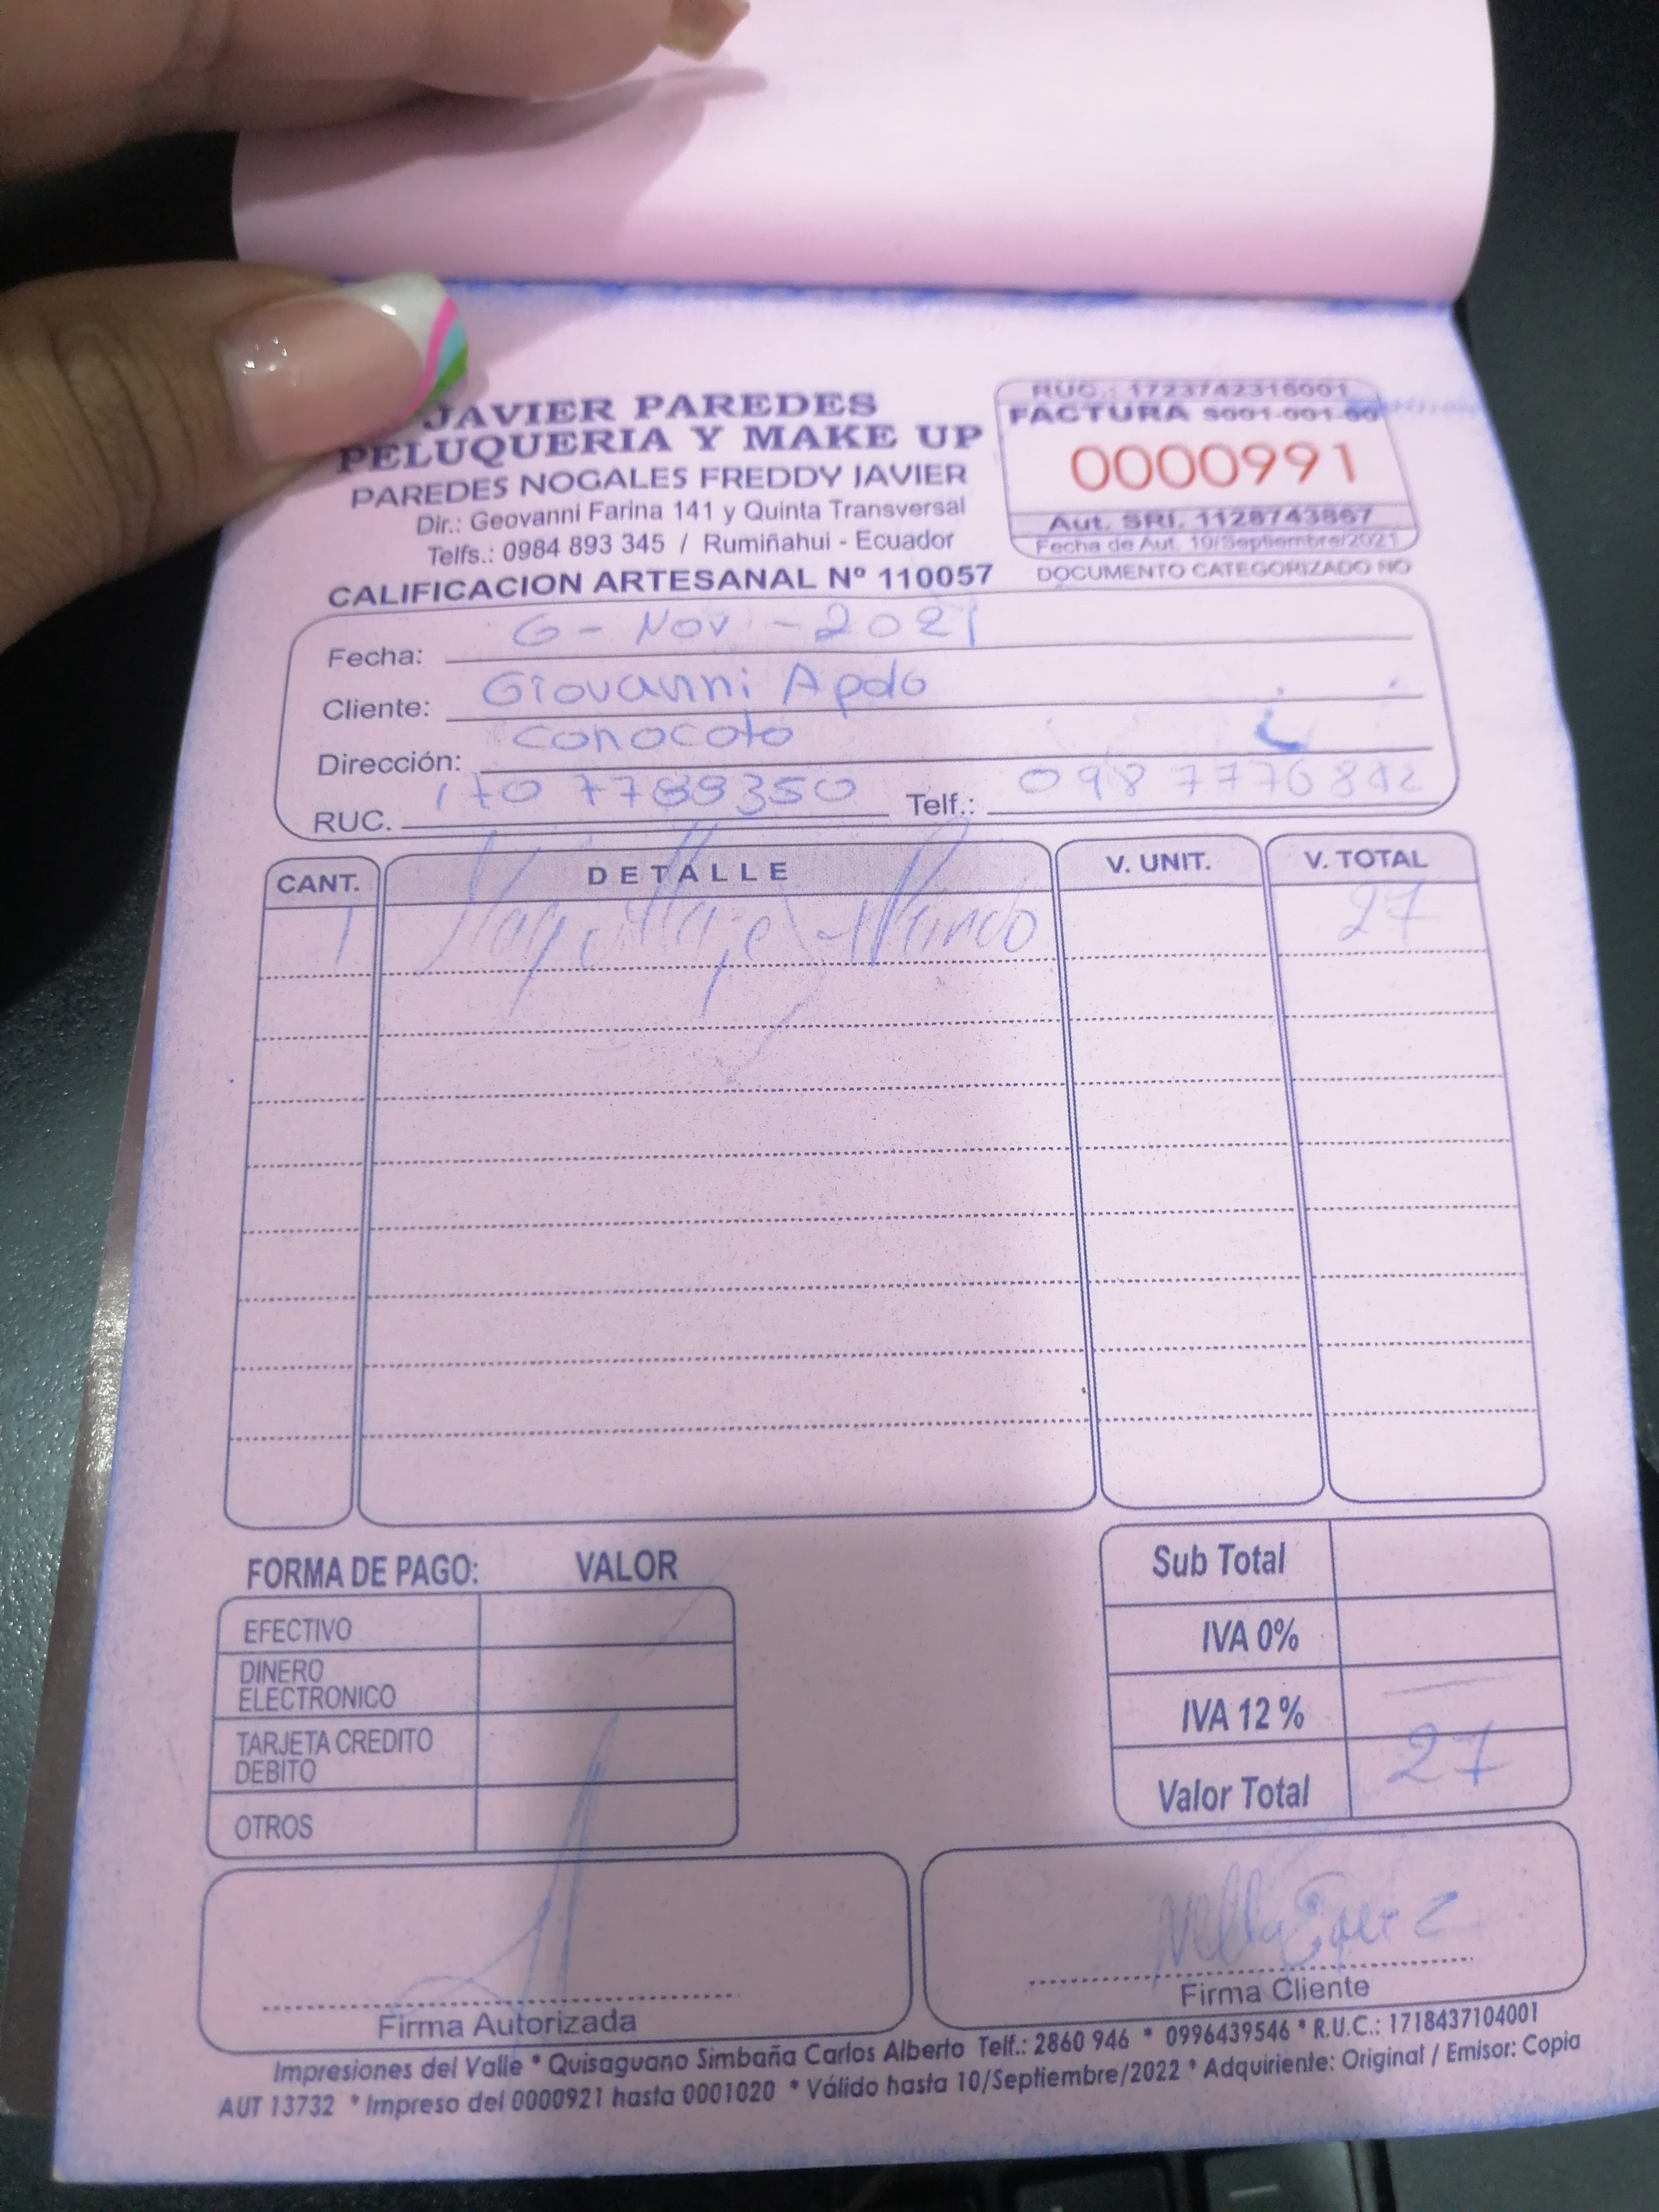 JAVIER PAREDES
PELUQUERIA Y MAKE UP
PAREDES NOGALES FREDDY JAVIER
Dir.: Geovanni Farina 141 y Quinta Transversal
Telfs.: 0984 893 345 / Rumiñahui - Ecuador
CALIFICACION ARTESANAL Nº 110057
RUC.: 1723742316001
FACTURA S001-001-00
0000991
Aut. SRI. 1128743867
Fecha de Aut. 10/Septiembre/2021
DOCUMENTO CATEGORIZADO NO
Fecha: 6 - Nov - 2021
Cliente: Giovanni Apdo
Dirección: Conocoto
RUC. Telf.:
CANT. DETALLE V. UNIT. V. TOTAL
1 Maquillaje 27
FORMA DE PAGO: VALOR
EFECTIVO
DINERO
ELECTRONICO
TARJETA CREDITO
DEBITO
OTROS
Sub Total
IVA 0%
IVA 12 % —
Valor Total 27
Firma Autorizada
Firma Cliente
Impresiones del Valle * Quisaguano Simbaña Carlos Alberto Telf.: 2860 946 * 0996439546 * R.U.C.: 1718437104001
AUT 13732 * Impreso del 0000921 hasta 0001020 * Válido hasta 10/Septiembre/2022 * Adquiriente: Original / Emisor: Copia